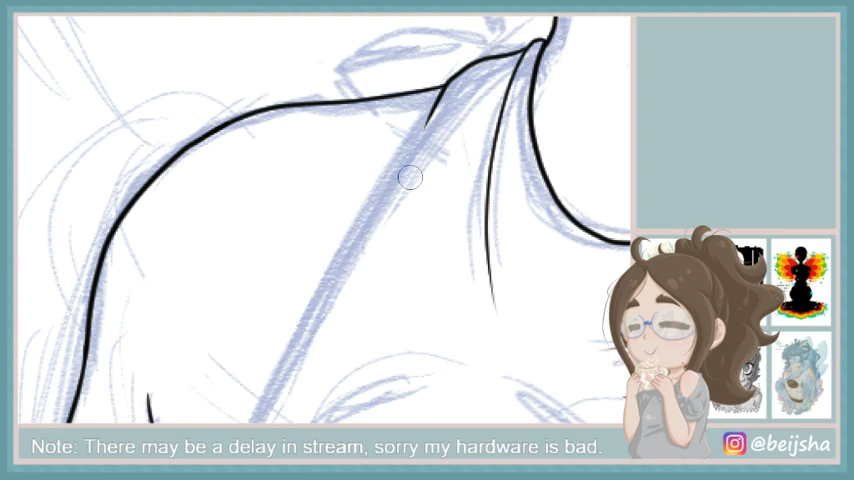 Note: There may be a delay in stream, sorry my hardware is bad.
@beijsha